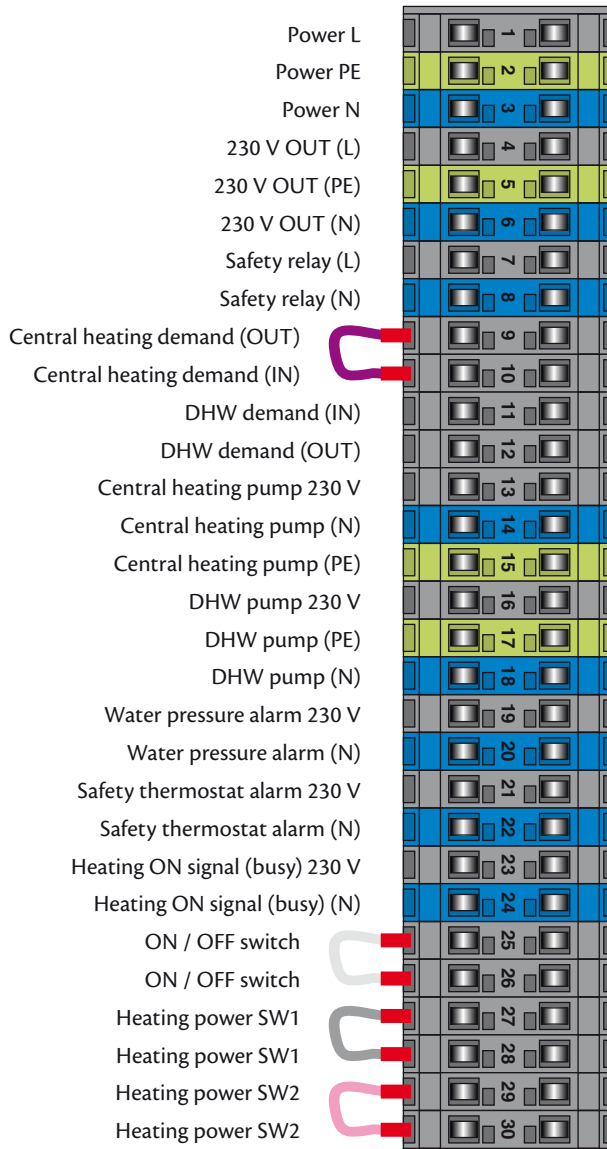 Power L 1
Power PE 2
Power N 3
230 V OUT (L) 4
230 V OUT (PE) 5
230 V OUT (N) 6
Safety relay (L) 7
Safety relay (N) 8
Central heating demand (OUT) 9
Central heating demand (IN) 10
DHW demand (IN) 11
DHW demand (OUT) 12
Central heating pump 230 V 13
Central heating pump (N) 14
Central heating pump (PE) 15
DHW pump 230 V 16
DHW pump (PE) 17
DHW pump (N) 18
Water pressure alarm 230 V 19
Water pressure alarm (N) 20
Safety thermostat alarm 230 V 21
Safety thermostat alarm (N) 22
Heating ON signal (busy) 230 V 23
Heating ON signal (busy) (N) 24
ON / OFF switch 25
ON / OFF switch 26
Heating power SW1 27
Heating power SW1 28
Heating power SW2 29
Heating power SW2 30